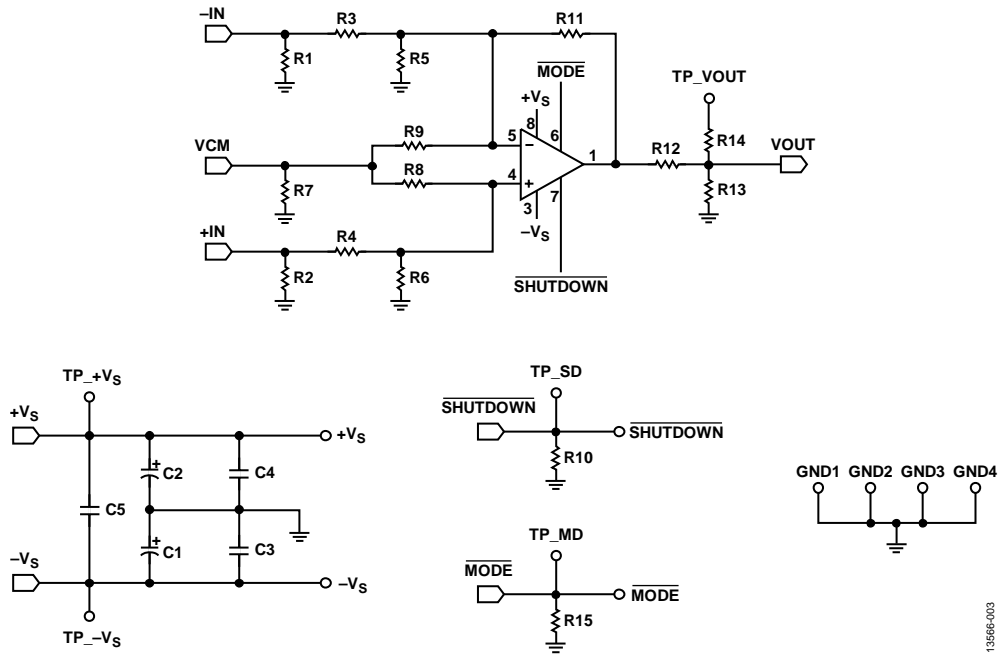 –IN
R3
R11
R1
R5
MODE
+VS
TP_VOUT
8
6
R9
5
–
R14
VCM
1
R12
VOUT
R8
4
+
R7
3
7
R13
–VS
+IN
R4
R2
R6
SHUTDOWN
TP_+VS
+VS
+VS
+
C2
C4
C5
+
C1
C3
–VS
–VS
TP_–VS
TP_SD
SHUTDOWN
SHUTDOWN
R10
TP_MD
MODE
MODE
R15
GND1 GND2 GND3 GND4
13566-003